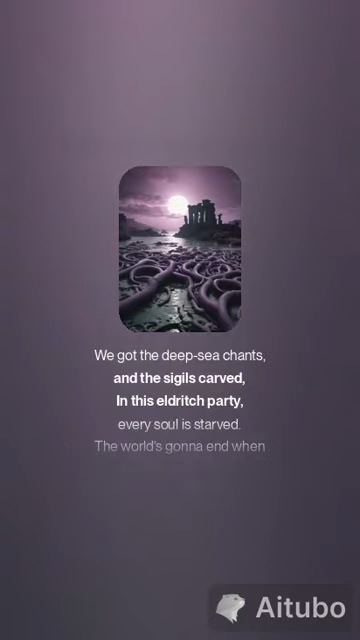 We got the deep-sea chants,
and the sigils carved,
In this eldritch party,
every soul is starved.
The world's gonna end when
Aitubo